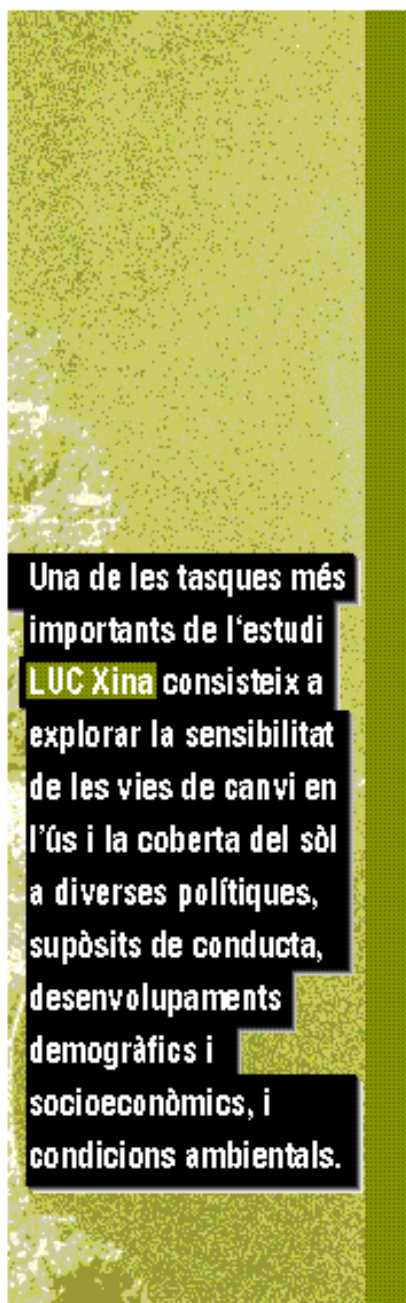 Una de les tasques més
importants de l‘estudi
LUC Xina consisteix a
explorar la sensibilitat
de les vies de canvi en
l’ús i la coberta del sòl
a diverses polítiques,
supòsits de conducta,
desenvolupaments
demogràfics i
socioeconòmics, i
condicions ambientals.